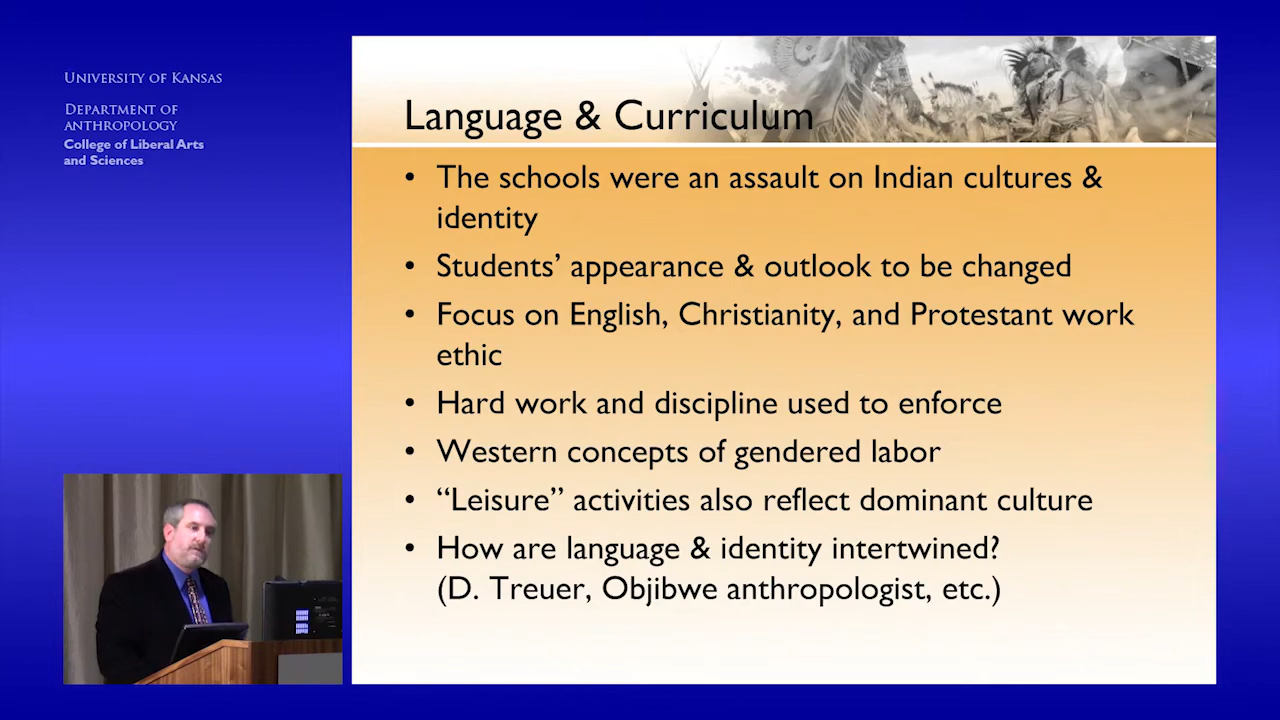 UNIVERSITY OF KANSAS
DEPARTMENT OF
ANTHROPOLOGY
College of Liberal Arts
and Sciences
Language & Curriculum
• The schools were an assault on Indian cultures &
identity
• Students’ appearance & outlook to be changed
• Focus on English, Christianity, and Protestant work
ethic
• Hard work and discipline used to enforce
• Western concepts of gendered labor
• “Leisure” activities also reflect dominant culture
• How are language & identity intertwined?
(D. Treuer, Objibwe anthropologist, etc.)